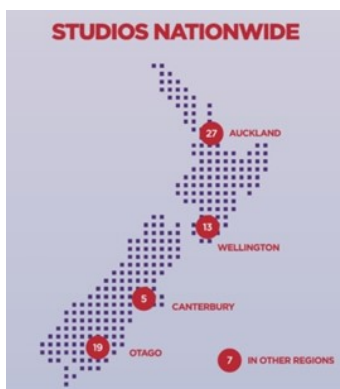 STUDIOS NATIONWIDE
27 AUCKLAND
13
WELLINGTON
5
CANTERBURY
19
OTAGO
7 IN OTHER REGIONS